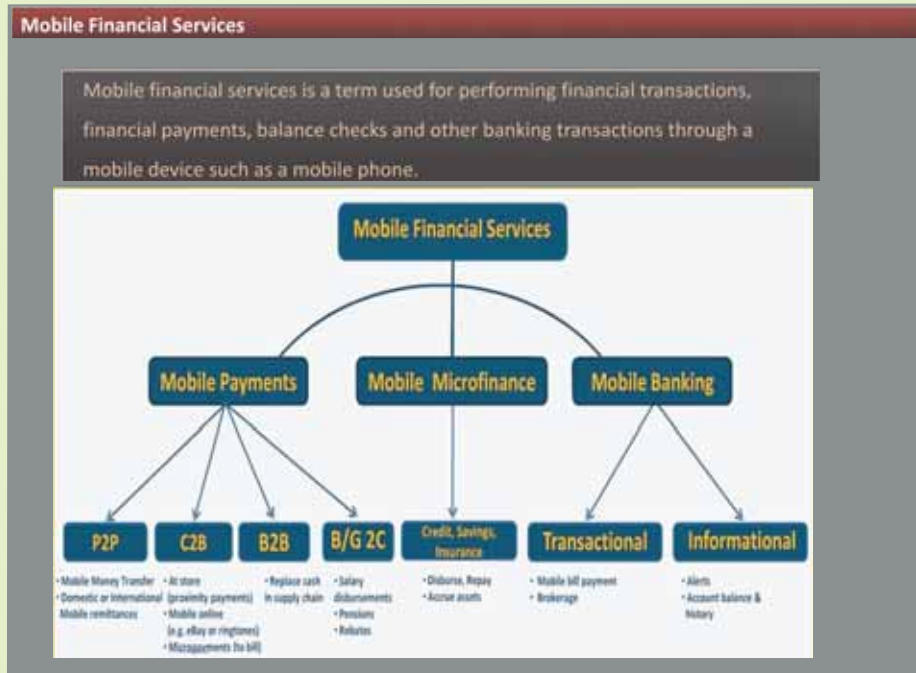 Mobile Financial Services
Mobile financial services is a term used for performing financial transactions,
financial payments, balance checks and other banking transactions through a
mobile device such as a mobile phone.
Mobile Financial Services
Mobile Payments
Mobile Microfinance
Mobile Banking
P2P
• Mobile Money Transfer
• Domestic or International
Mobile remittances
C2B
• At store
(proximity payments)
• Mobile online
(e.g. eBay or ringtones)
• Micropayments (to bill)
B2B
• Replace cash
in supply chain
B/G 2C
• Salary
disbursements
• Pensions
• Rebates
Credit, Savings,
Insurance
• Disburse, Repay
• Accrue assets
Transactional
• Mobile bill payment
• Brokerage
Informational
• Alerts
• Account balance &
history